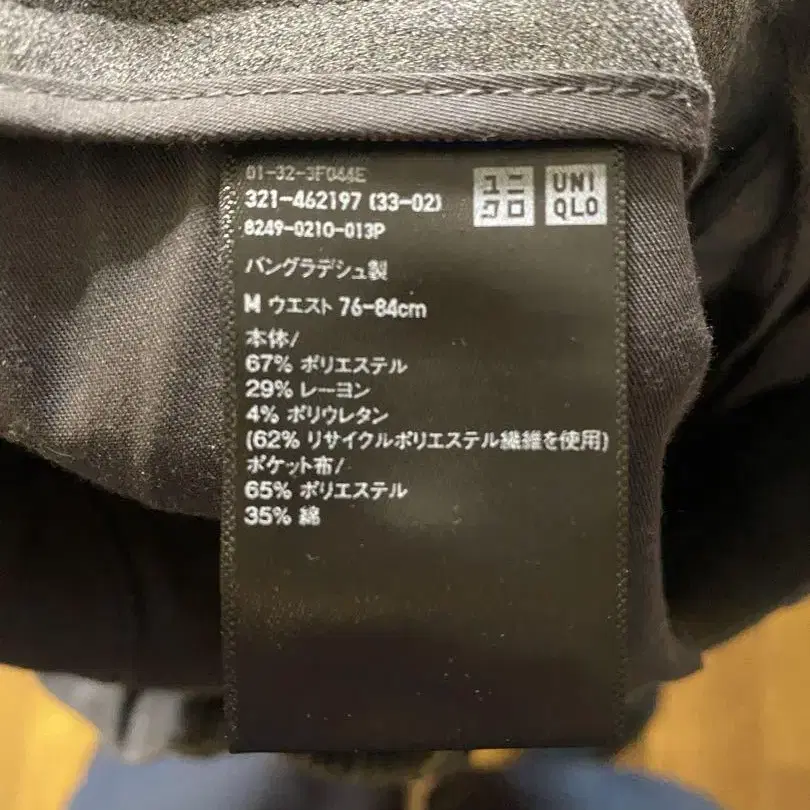 01-32-3F044E
321-462197 (33-02)
8249-0210-013P
ユニ
クロ
UNI
QLO
バングラデシュ製
M ウエスト 76-84cm
本体/
67% ポリエステル
29% レーヨン
4% ポリウレタン
(62% リサイクルポリエステル繊維を使用)
ポケット布/
65% ポリエステル
35% 綿